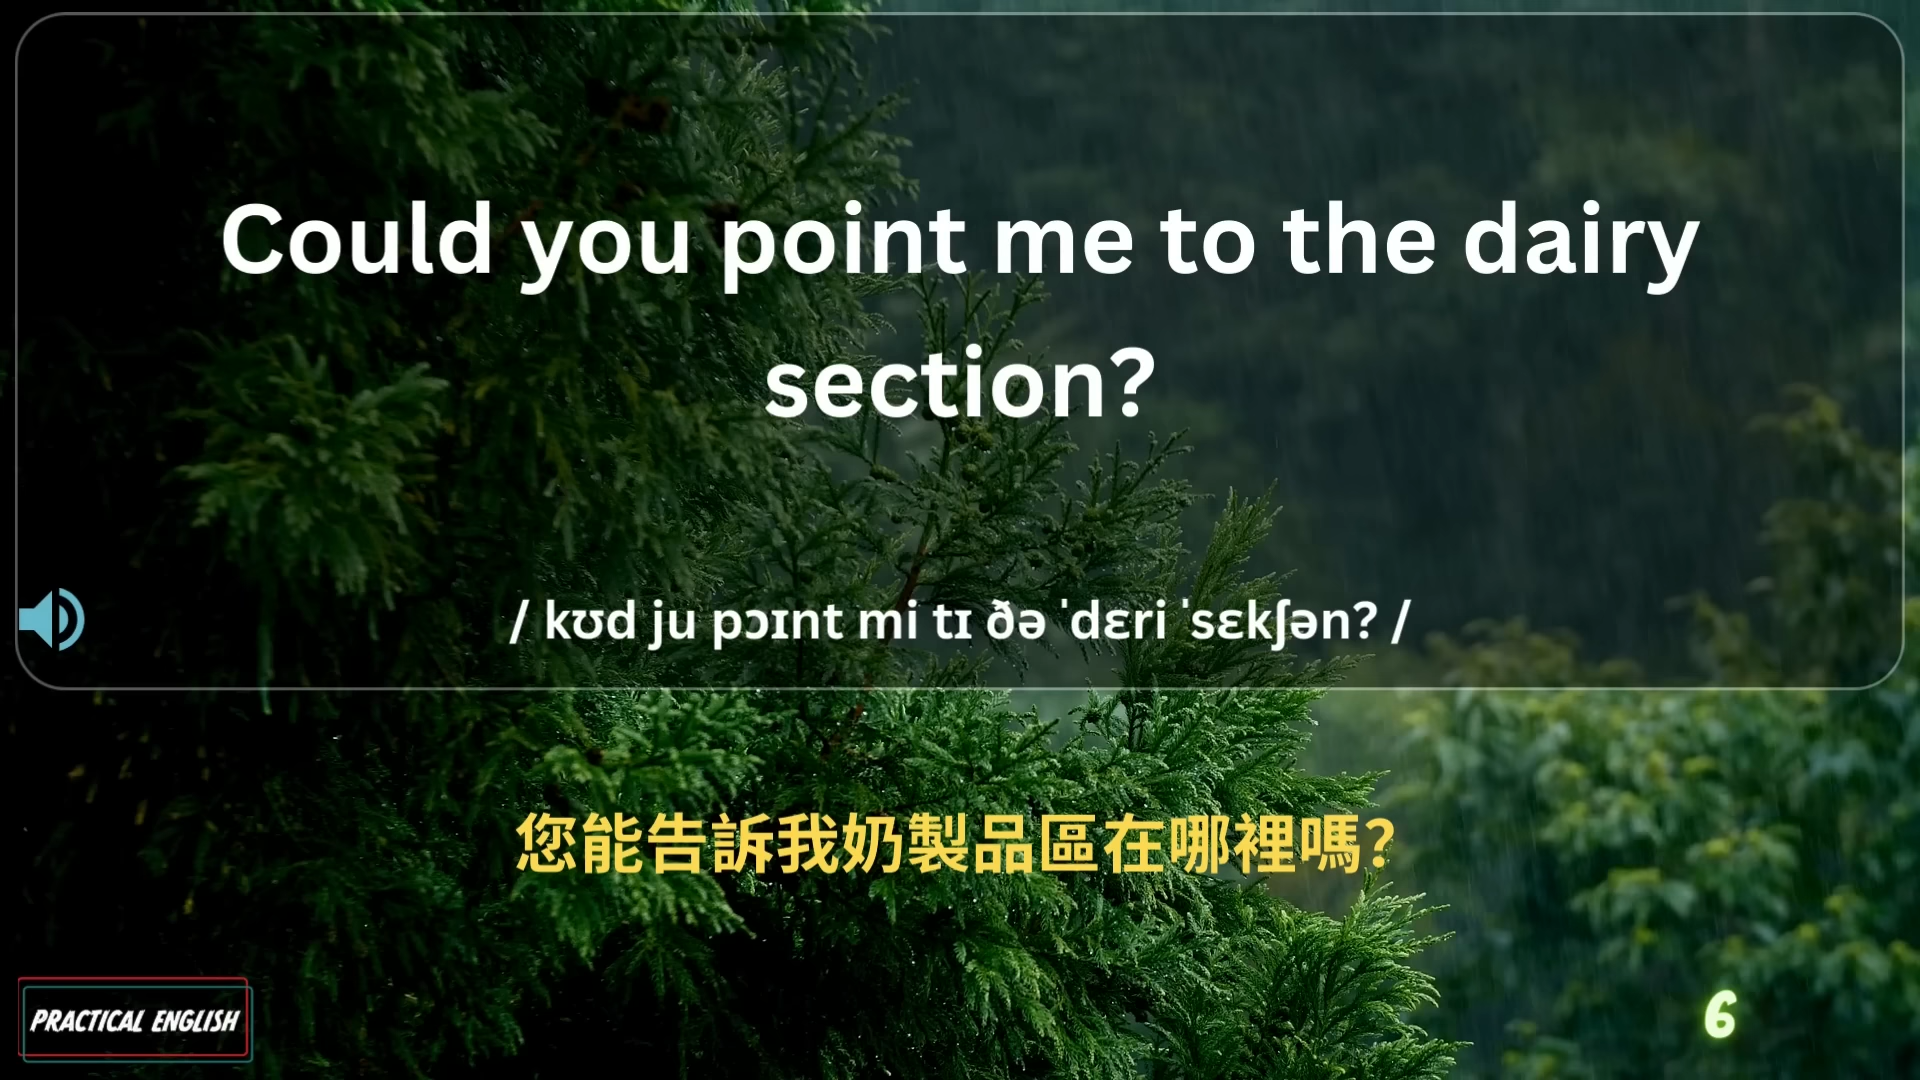 Could you point me to the dairy
section?
/ kʊd ju pɔɪnt mi tɪ ðə ˈdɛri ˈsɛkʃən? /
您能告訴我奶製品區在哪裡嗎?
PRACTICAL ENGLISH
6